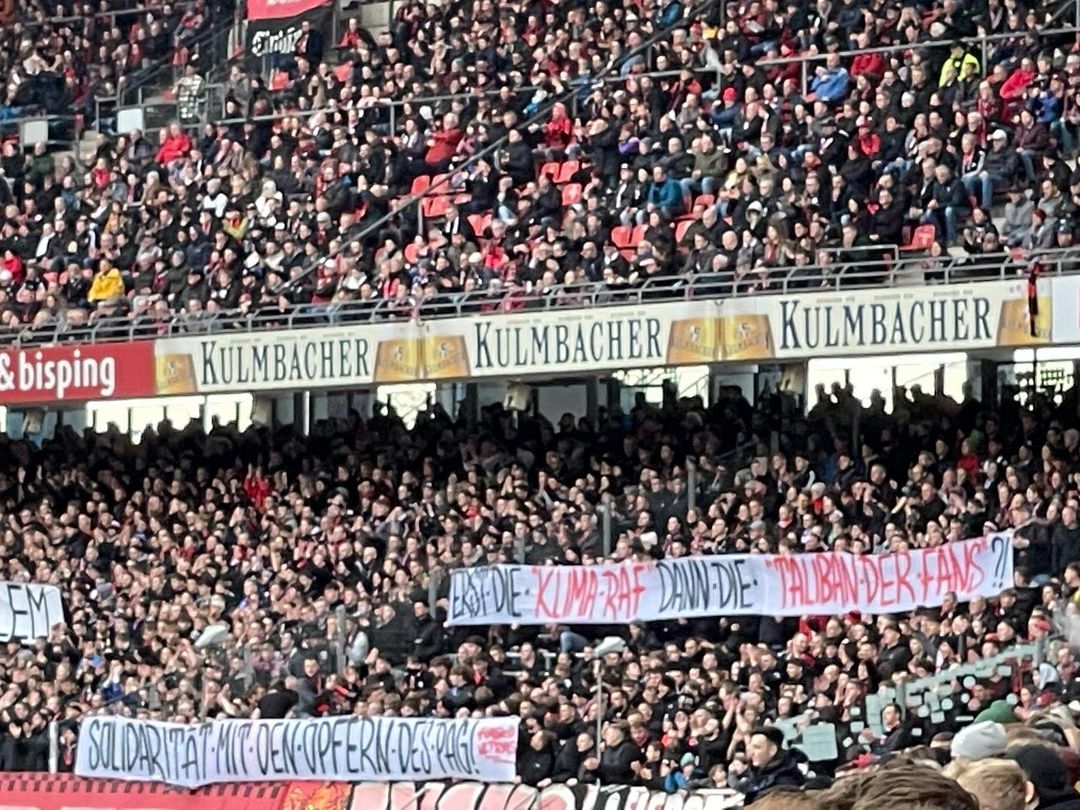 & bisping
KULMBACHER
KULMBACHER
KULMBACHER
LEM
ERST·DIE·"KLIMA·RAF" DANN·DIE·"TALIBAN·DER·FANS"?!
SOLIDARITÄT·MIT·DEN·OPFERN·DES·PAG!